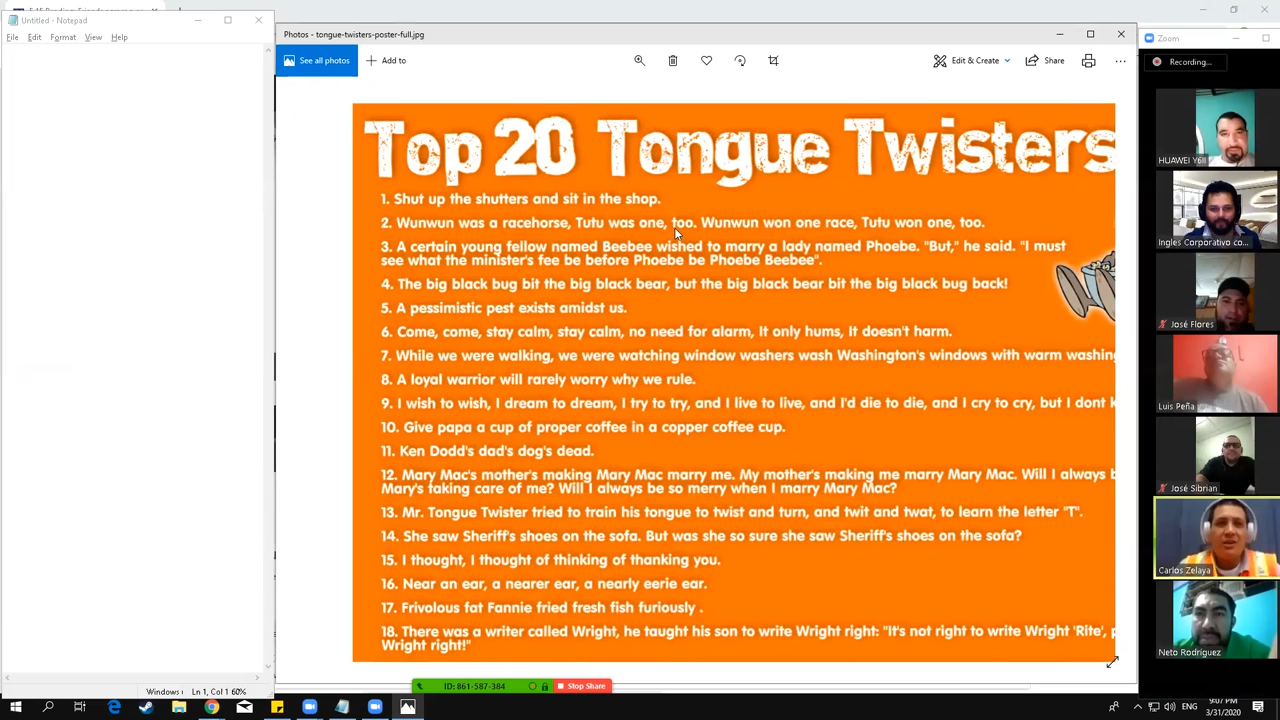 Untitled - Notepad
File Edit Format View Help
Windows
Ln 1, Col 1 60%
Photos - tongue-twisters-poster-full.jpg
See all photos
Add to
Edit & Create
Share
Top 20 Tongue Twisters
1. Shut up the shutters and sit in the shop.
2. Wunwun was a racehorse, Tutu was one, too. Wunwun won one race, Tutu won one, too.
3. A certain young fellow named Beebee wished to marry a lady named Phoebe. "But," he said. "I must
see what the minister's fee be before Phoebe be Phoebe Beebee".
4. The big black bug bit the big black bear, but the big black bear bit the big black bug back!
5. A pessimistic pest exists amidst us.
6. Come, come, stay calm, stay calm, no need for alarm, It only hums, It doesn't harm.
7. While we were walking, we were watching window washers wash Washington's windows with warm washing
8. A loyal warrior will rarely worry why we rule.
9. I wish to wish, I dream to dream, I try to try, and I live to live, and I'd die to die, and I cry to cry, but I dont k
10. Give papa a cup of proper coffee in a copper coffee cup.
11. Ken Dodd's dad's dog's dead.
12. Mary Mac's mother's making Mary Mac marry me. My mother's making me marry Mary Mac. Will I always b
Mary's taking care of me? Will I always be so merry when I marry Mary Mac?
13. Mr. Tongue Twister tried to train his tongue to twist and turn, and twit and twat, to learn the letter "T".
14. She saw Sheriff's shoes on the sofa. But was she so sure she saw Sheriff's shoes on the sofa?
15. I thought, I thought of thinking of thanking you.
16. Near an ear, a nearer ear, a nearly eerie ear.
17. Frivolous fat Fannie fried fresh fish furiously .
18. There was a writer called Wright, he taught his son to write Wright right: "It's not right to write Wright 'Rite', p
Wright right!"
Zoom
Recording...
HUAWEI Y6II
Ingles Corporativo co...
José Flores
Luis Peña
José Sibrian
Carlos Zelaya
Neto Rodríguez
ID: 861-587-384
Stop Share
ENG
9:07 PM
3/31/2020